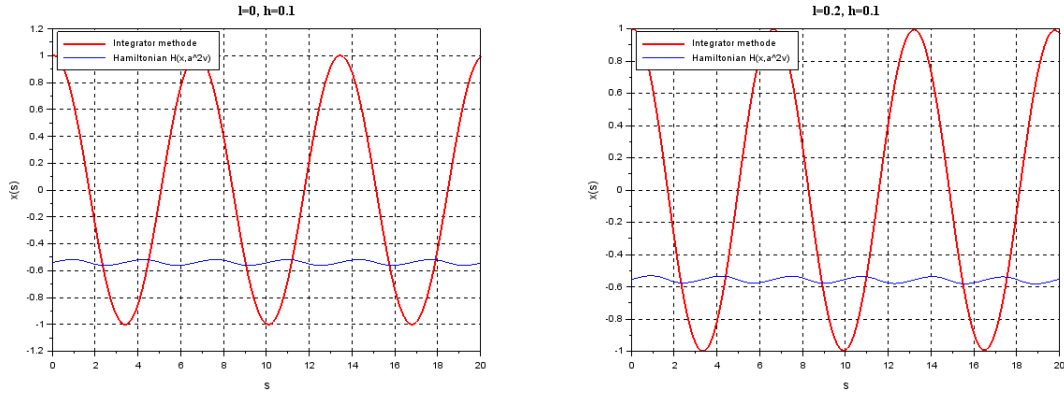 l=0, h=0.1
1.2
1
0.8
0.6
0.4
0.2
0
-0.2
-0.4
-0.6
-0.8
-1
-1.2
x(s)
Integrator methode
Hamiltonian H(x,a^2v)
0 2 4 6 8 10 12 14 16 18 20
s
l=0.2, h=0.1
1
0.8
0.6
0.4
0.2
0
-0.2
-0.4
-0.6
-0.8
-1
x(s)
Integrator methode
Hamiltonian H(x,a^2v)
0 2 4 6 8 10 12 14 16 18 20
s